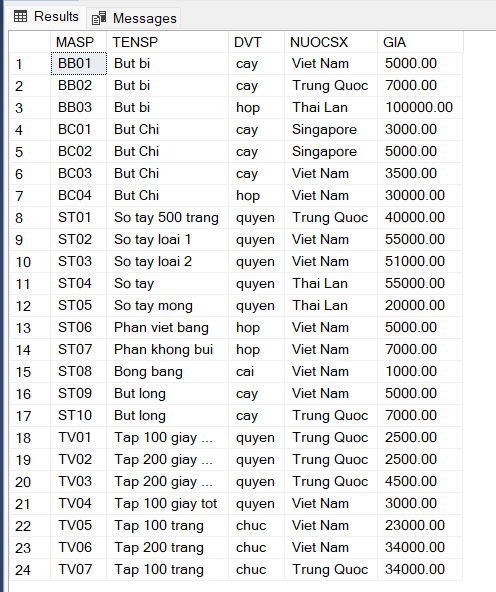 Results Messages
MASP TENSP DVT NUOCSX GIA
1 BB01 But bi cay Viet Nam 5000.00
2 BB02 But bi cay Trung Quoc 7000.00
3 BB03 But bi hop Thai Lan 100000.00
4 BC01 But Chi cay Singapore 3000.00
5 BC02 But Chi cay Singapore 5000.00
6 BC03 But Chi cay Viet Nam 3500.00
7 BC04 But Chi hop Viet Nam 30000.00
8 ST01 So tay 500 trang quyen Trung Quoc 40000.00
9 ST02 So tay loai 1 quyen Viet Nam 55000.00
10 ST03 So tay loai 2 quyen Viet Nam 51000.00
11 ST04 So tay quyen Thai Lan 55000.00
12 ST05 So tay mong quyen Thai Lan 20000.00
13 ST06 Phan viet bang hop Viet Nam 5000.00
14 ST07 Phan khong bui hop Viet Nam 7000.00
15 ST08 Bong bang cai Viet Nam 1000.00
16 ST09 But long cay Viet Nam 5000.00
17 ST10 But long cay Trung Quoc 7000.00
18 TV01 Tap 100 giay ... quyen Trung Quoc 2500.00
19 TV02 Tap 200 giay ... quyen Trung Quoc 2500.00
20 TV03 Tap 200 giay ... quyen Trung Quoc 4500.00
21 TV04 Tap 100 giay tot quyen Viet Nam 3000.00
22 TV05 Tap 100 trang chuc Viet Nam 23000.00
23 TV06 Tap 200 trang chuc Viet Nam 34000.00
24 TV07 Tap 100 trang chuc Trung Quoc 34000.00